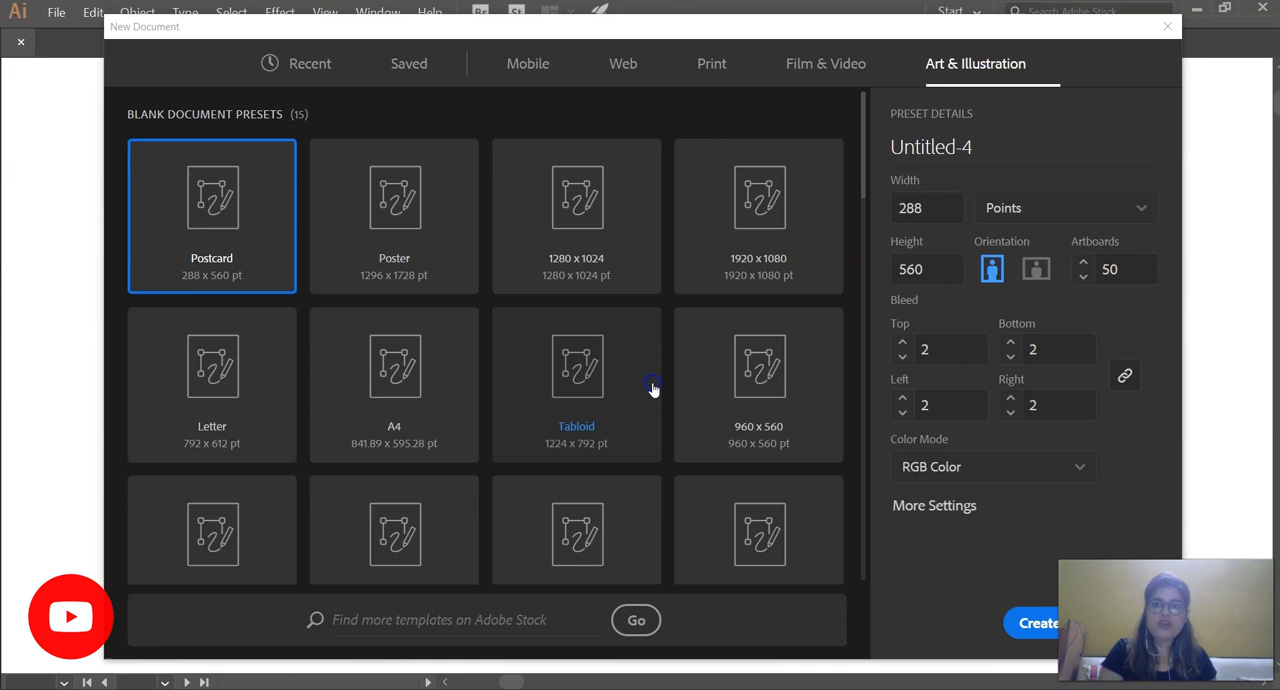 Ai File Edit Object Type Select Effect View Window Help Br St Start Search Adobe Stock
New Document
Recent Saved Mobile Web Print Film & Video Art & Illustration
BLANK DOCUMENT PRESETS (15)
Postcard
288 x 560 pt
Poster
1296 x 1728 pt
1280 x 1024
1280 x 1024 pt
1920 x 1080
1920 x 1080 pt
Letter
792 x 612 pt
A4
841.89 x 595.28 pt
Tabloid
1224 x 792 pt
960 x 560
960 x 560 pt
Find more templates on Adobe Stock Go
PRESET DETAILS
Untitled-4
Width
288 Points
Height Orientation Artboards
560 50
Bleed
Top Bottom
2 2
Left Right
2 2
Color Mode
RGB Color
More Settings
Create